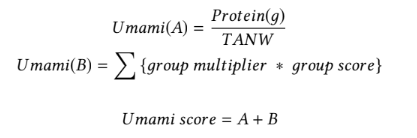 Umami(A) = Protein(g) / TANW
Umami(B) = ∑ {group multiplier * group score}
Umami score = A + B